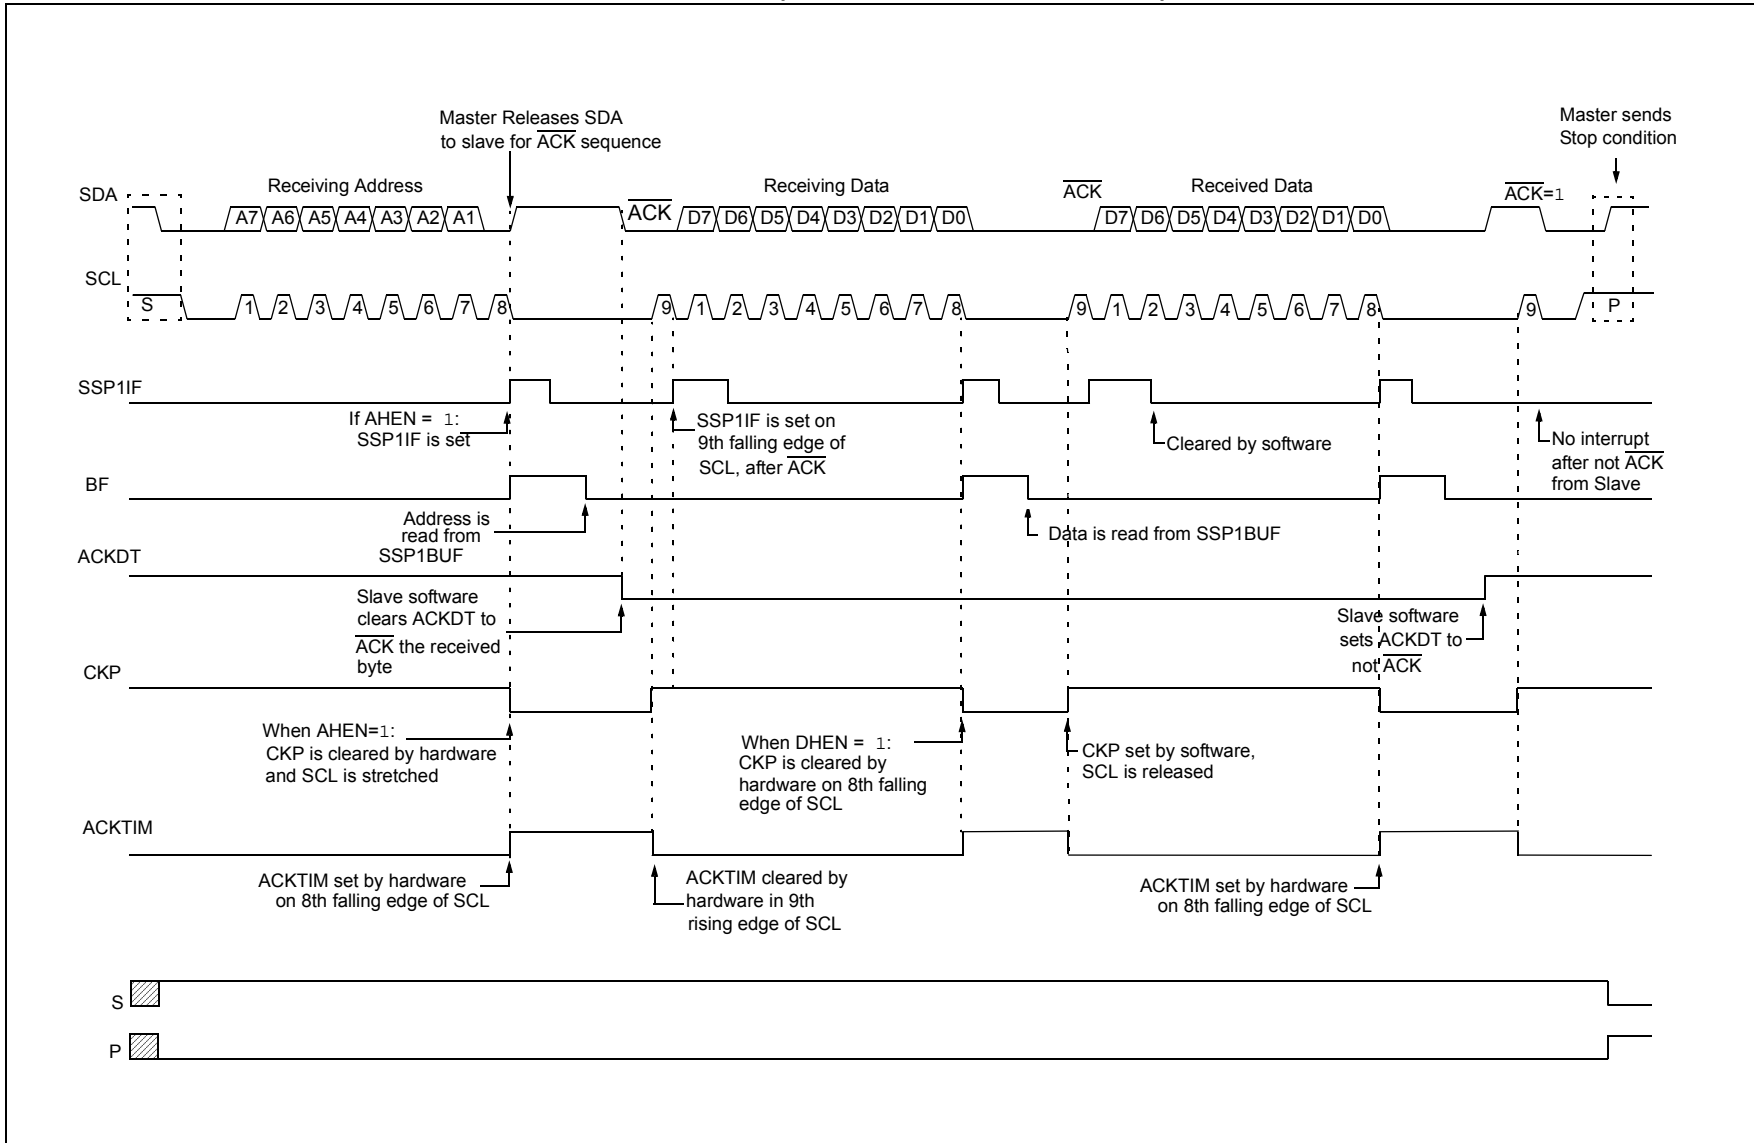 Master Releases SDA
to slave for ACK sequence
Master sends
Stop condition
SDA
Receiving Address
A7 A6 A5 A4 A3 A2 A1
ACK
Receiving Data
D7 D6 D5 D4 D3 D2 D1 D0
ACK
Received Data
D7 D6 D5 D4 D3 D2 D1 D0
ACK=1
SCL
S
1 2 3 4 5 6 7 8
9 1 2 3 4 5 6 7 8
9 1 2 3 4 5 6 7 8
9
P
SSP1IF
If AHEN = 1:
SSP1IF is set
SSP1IF is set on
9th falling edge of
SCL, after ACK
Cleared by software
No interrupt
after not ACK
from Slave
BF
Address is
read from
SSP1BUF
Data is read from SSP1BUF
ACKDT
Slave software
clears ACKDT to
ACK the received
byte
Slave software
sets ACKDT to
not ACK
CKP
When AHEN=1:
CKP is cleared by hardware
and SCL is stretched
When DHEN = 1:
CKP is cleared by
hardware on 8th falling
edge of SCL
CKP set by software,
SCL is released
ACKTIM
ACKTIM set by hardware
on 8th falling edge of SCL
ACKTIM cleared by
hardware in 9th
rising edge of SCL
ACKTIM set by hardware
on 8th falling edge of SCL
S
P